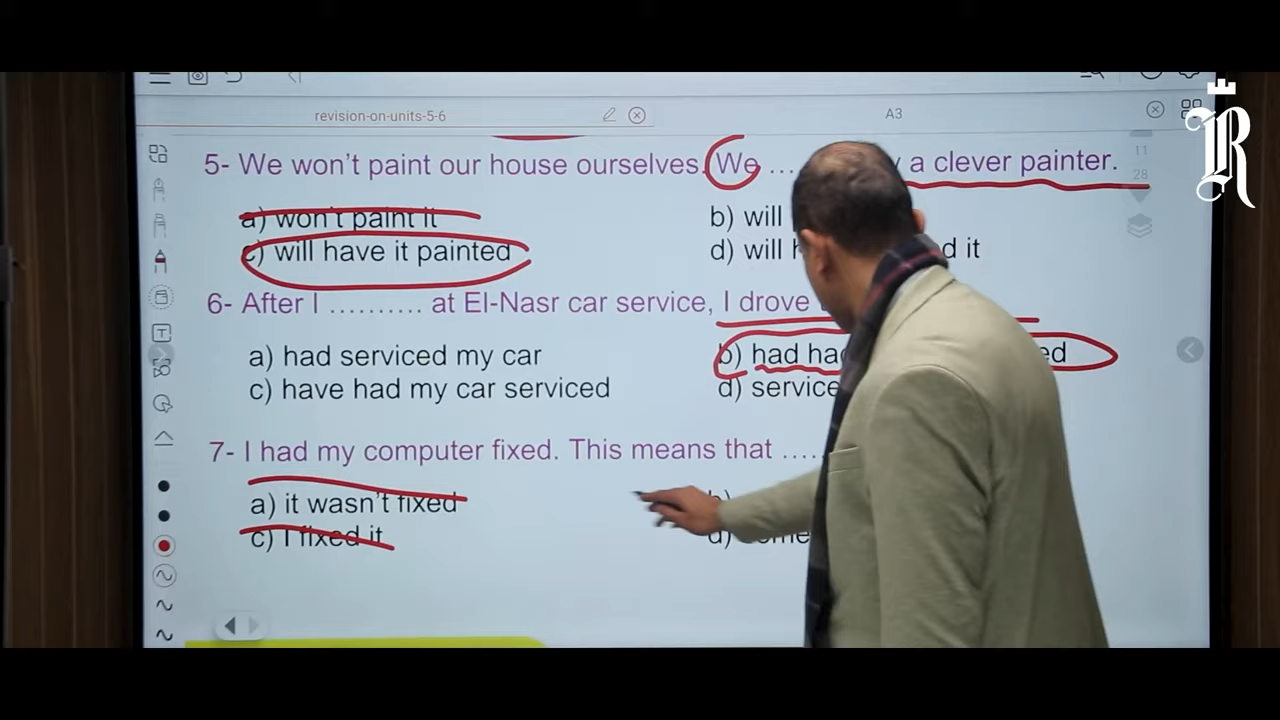 revision-on-units-5-6
A3
11
28
R
5- We won't paint our house ourselves. We .... a clever painter.
a) won't paint it
b) will
c) will have it painted
d) will it
6- After I .......... at El-Nasr car service, I drove
a) had serviced my car
b) had
c) have had my car serviced
d)
7- I had my computer fixed. This means that .....
a) it wasn't fixed
b)
c) I fixed it
d)